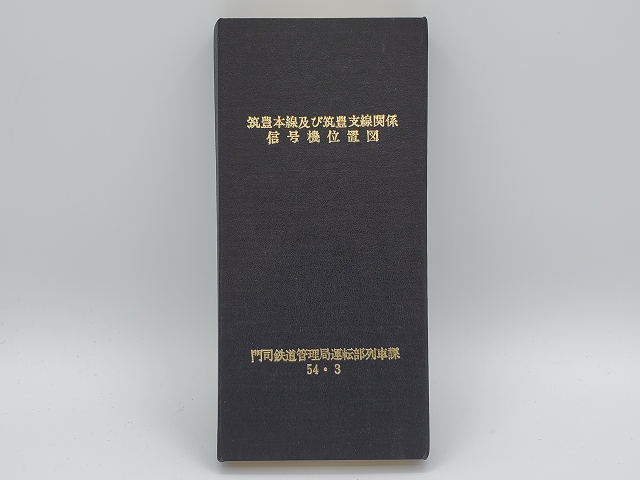 筑豊本線及び筑豊支線関係
信号機位置図
門司鉄道管理局運転部列車課
54・3